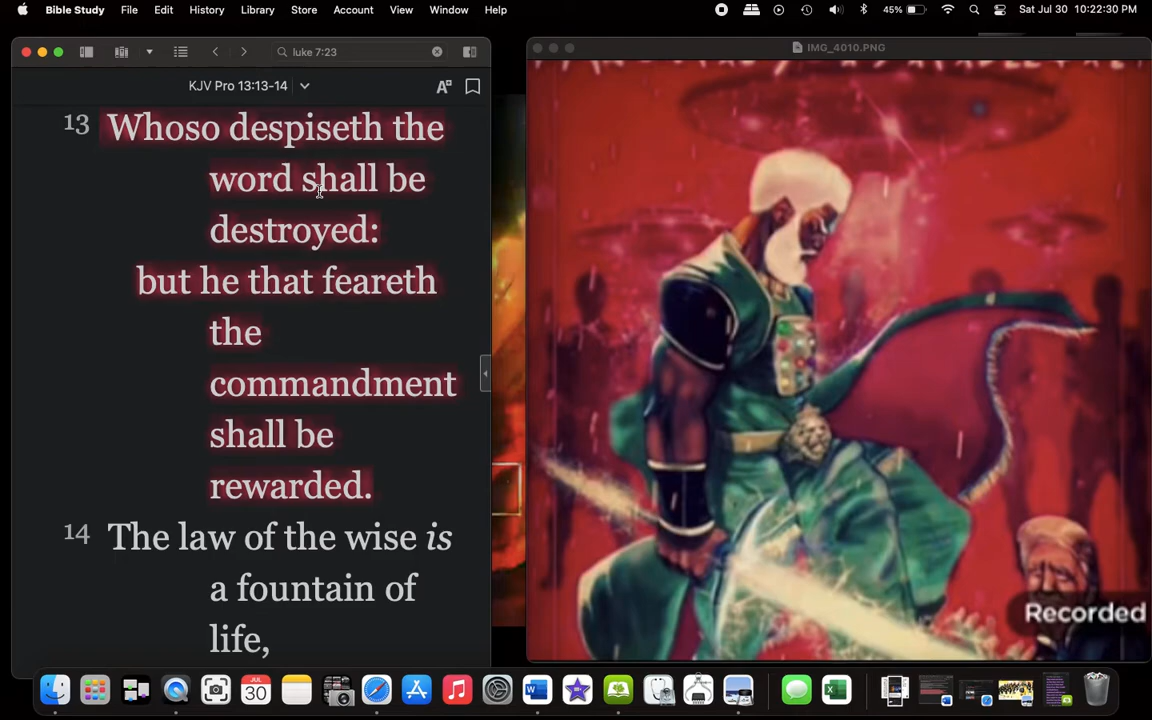 Bible Study File Edit History Library Store Account View Window Help 45% Sat Jul 30 10:22:30 PM
luke 7:23
IMG_4010.PNG
KJV Pro 13:13-14
13 Whoso despiseth the
word shall be
destroyed:
but he that feareth
the
commandment
shall be
rewarded.
14 The law of the wise is
a fountain of
life,
Recorded
JUL
30